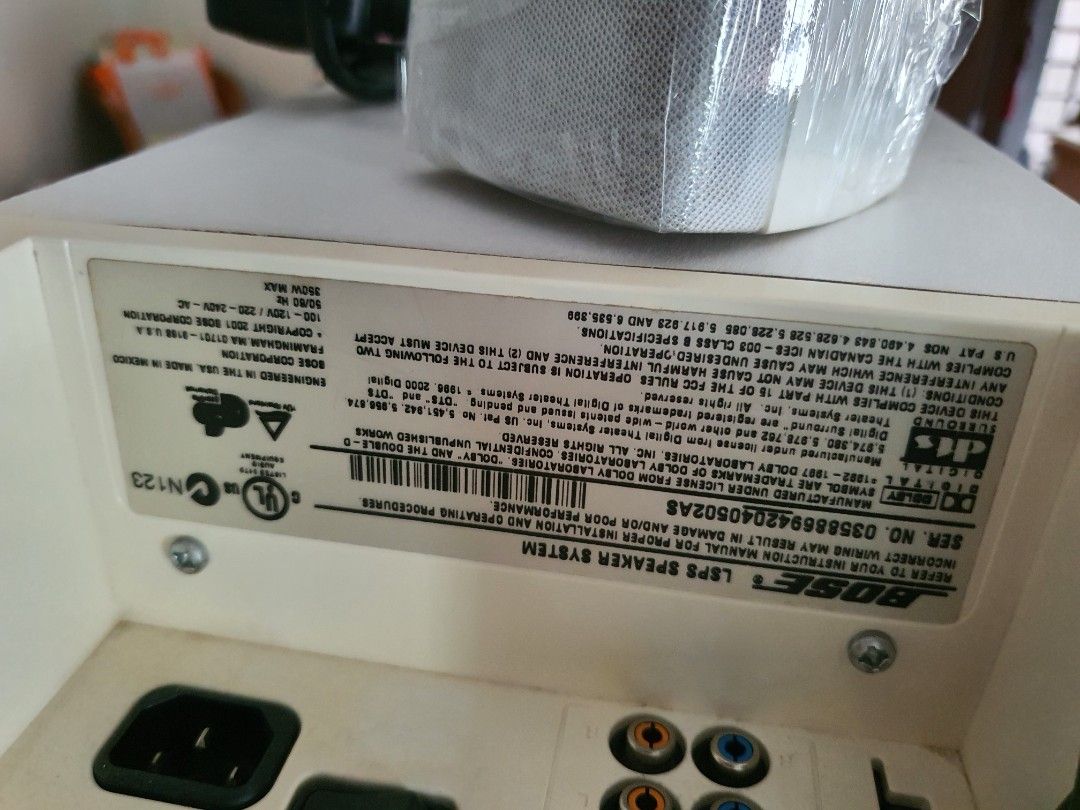 BOSE® LSPS SPEAKER SYSTEM
REFER TO YOUR INSTRUCTION MANUAL FOR PROPER INSTALLATION AND OPERATING PROCEDURES.
INCORRECT WIRING MAY RESULT IN DAMAGE AND/OR POOR PERFORMANCE.
SER. NO. 035886942040502AS
DOLBY
DIGITAL
MANUFACTURED UNDER LICENSE FROM DOLBY LABORATORIES. "DOLBY" AND THE DOUBLE-D
SYMBOL ARE TRADEMARKS OF DOLBY LABORATORIES. CONFIDENTIAL UNPUBLISHED WORKS
©1992 - 1997 DOLBY LABORATORIES, INC. ALL RIGHTS RESERVED
DIGITAL
dts
SURROUND
Manufactured under license from Digital Theater Systems, Inc. US Pat. No. 5,451,942, 5,956,674
5,974,380, 5,978,762 and other world-wide patents issued and pending. "DTS" and "DTS
Digital Surround" are registered trademarks of Digital Theater Systems © 1996, 2000 Digital
Theater Systems, Inc. All rights reserved.
THIS DEVICE COMPLIES WITH PART 15 OF THE FCC RULES. OPERATION IS SUBJECT TO THE FOLLOWING TWO
CONDITIONS: (1) THIS DEVICE MAY NOT CAUSE HARMFUL INTERFERENCE, AND (2) THIS DEVICE MUST ACCEPT
ANY INTERFERENCE WHICH MAY CAUSE UNDESIRED OPERATION.
COMPLIES WITH THE CANADIAN ICES-003 CLASS B SPECIFICATIONS.
U.S PAT NOS 4,490,843 4,628,528 5,228,085 5,917,923 AND 6,535,399
C UL US
LISTED
AUDIO
EQUIPMENT
N123
ENGINEERED IN THE USA. MADE IN MEXICO
BOSE CORPORATION
FRAMINGHAM MA 01701-9168 U.S.A.
© COPYRIGHT 2001 BOSE CORPORATION
100 - 120V / 220 - 240V ~ AC
50/60 Hz
350W MAX